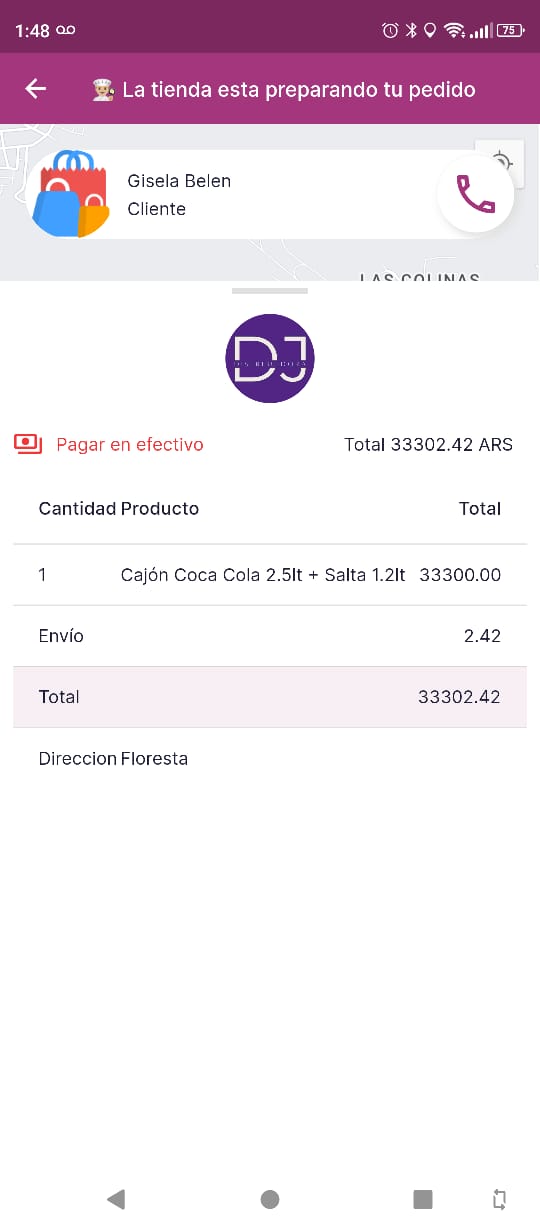 1:48
75
La tienda esta preparando tu pedido
Gisela Belen
Cliente
LAS COLINAS
DJ
DISTRIBUIDORA
Pagar en efectivo Total 33302.42 ARS
Cantidad Producto Total
1 Cajón Coca Cola 2.5lt + Salta 1.2lt 33300.00
Envío 2.42
Total 33302.42
Direccion Floresta